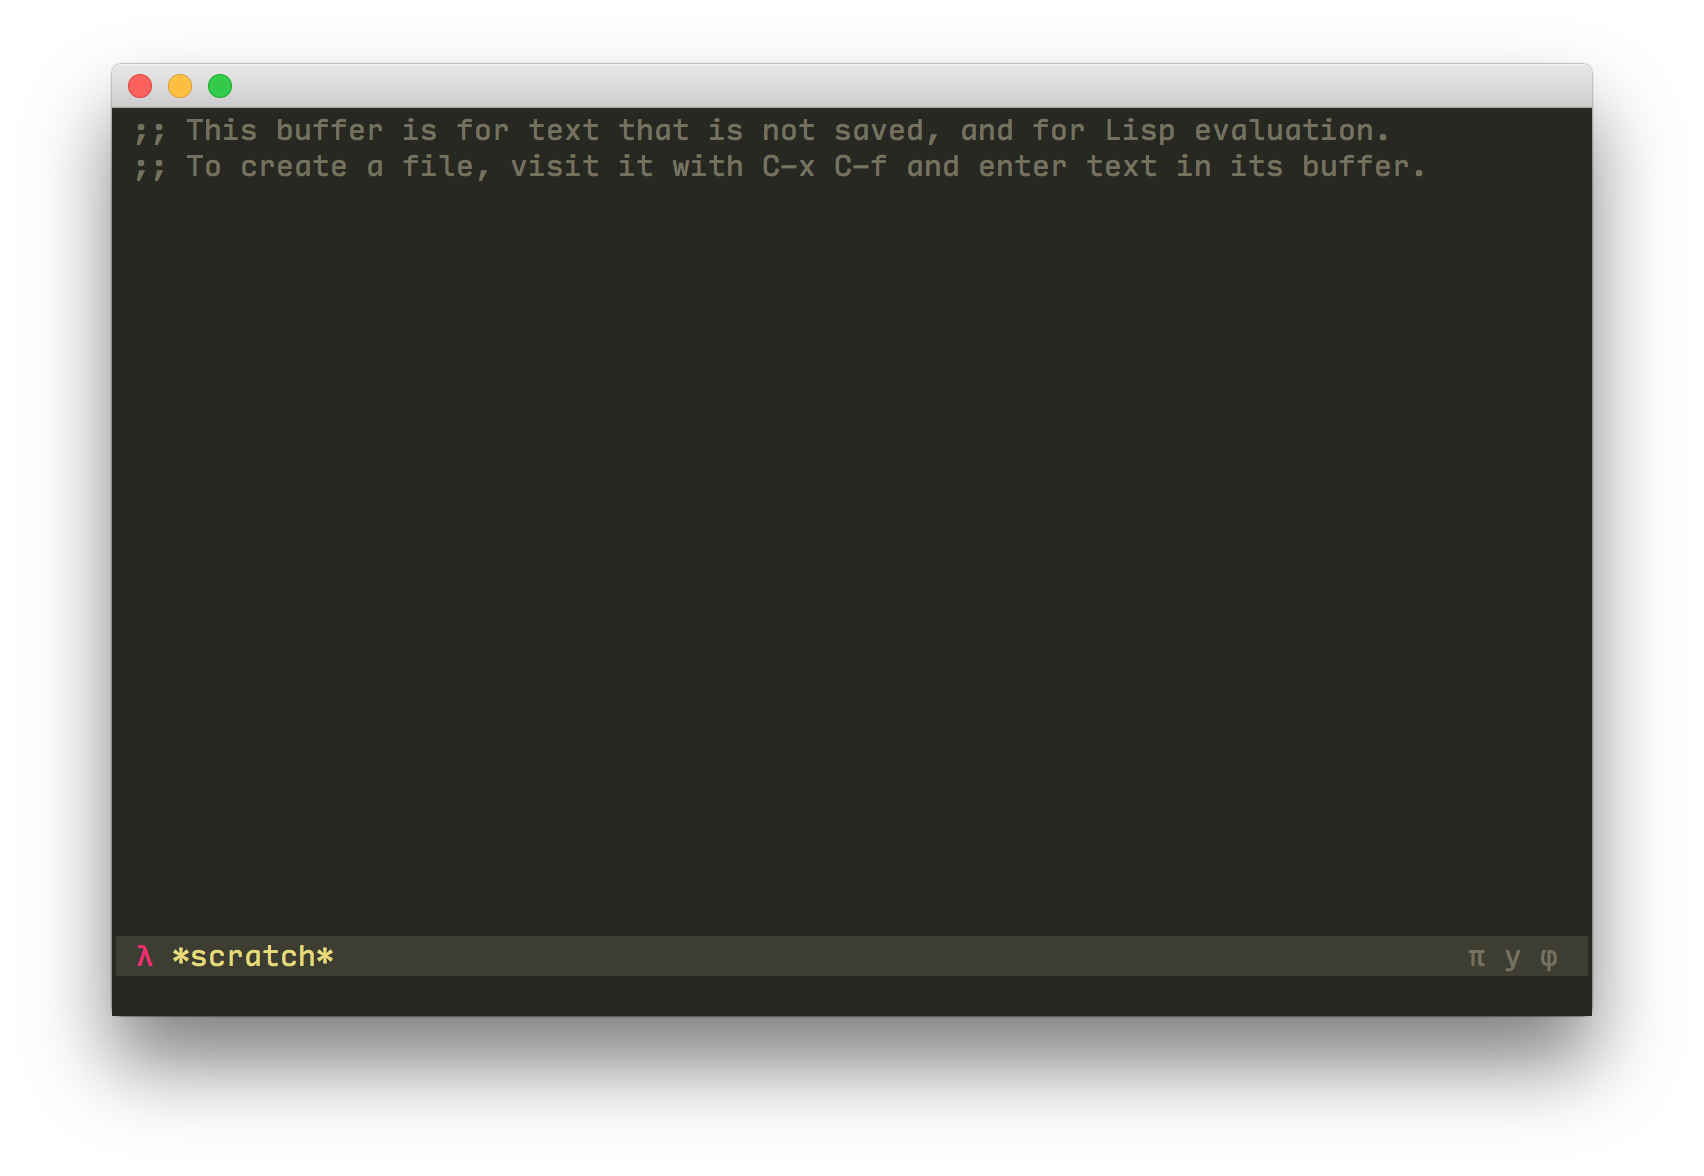 ;; This buffer is for text that is not saved, and for Lisp evaluation.
;; To create a file, visit it with C-x C-f and enter text in its buffer.
λ *scratch* π y φ